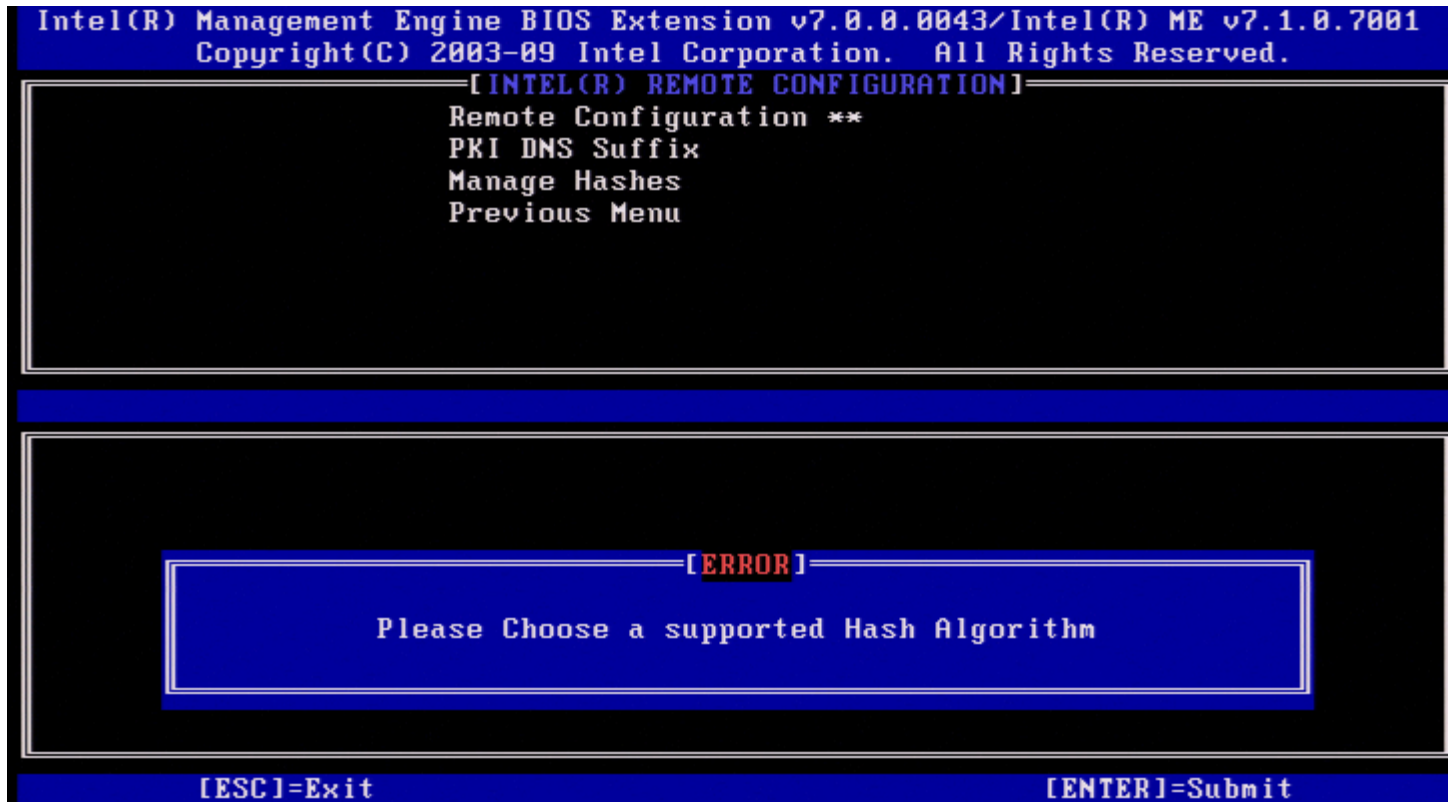 Intel(R) Management Engine BIOS Extension v7.0.0.0043/Intel(R) ME v7.1.0.7001
Copyright(C) 2003-09 Intel Corporation. All Rights Reserved.
[INTEL(R) REMOTE CONFIGURATION]
Remote Configuration **
PKI DNS Suffix
Manage Hashes
Previous Menu
[ERROR]
Please Choose a supported Hash Algorithm
[ESC]=Exit [ENTER]=Submit